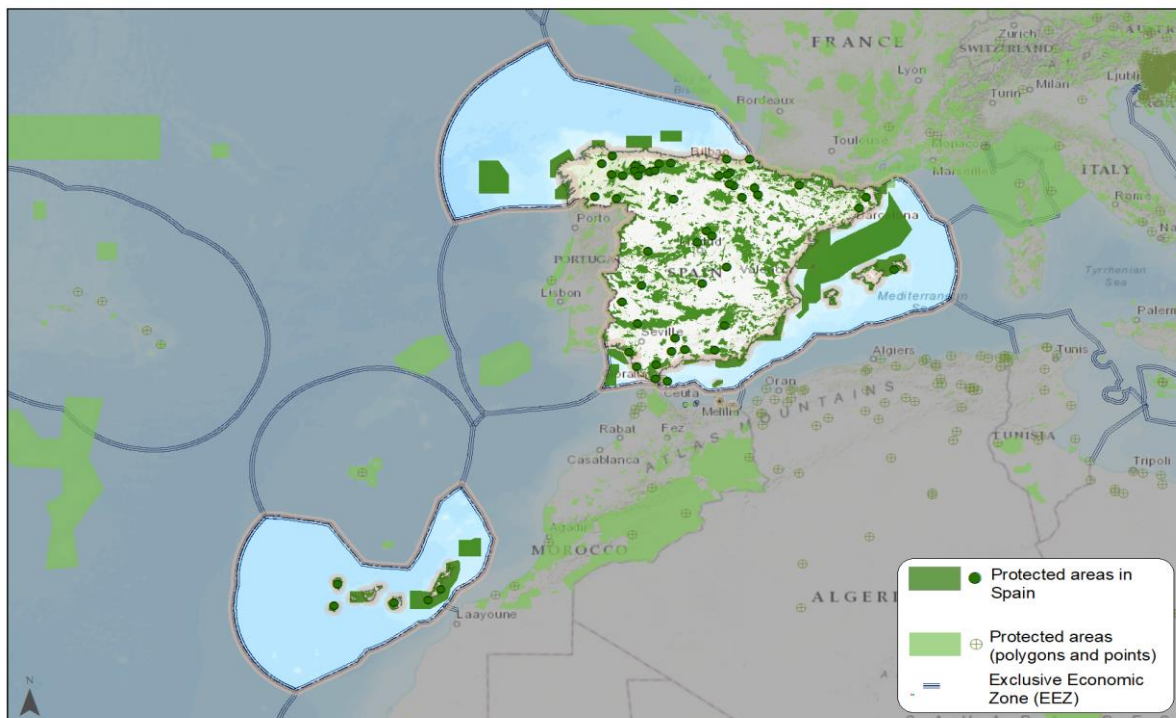 FRANCE
Zurich
SWITZERLAND
Lyon
Milan
Turin
Ljubl
Bordeaux
Toulouse
Monaco
Marseille
ITALY
Rome
Bilbao
Porto
Barcelona
PORTUGAL
Lisbon
SPAIN
Mediterranean
Sea
Tyrrhenian
Sea
Palerm
Seville
Algiers
Tunis
Oran
Ceuta
Melilla
Rabat
Fez
Casablanca
ATLAS MOUNTAINS
TUNISIA
Tripoli
Agadir
MOROCCO
Laayoune
ALGERI
N
Protected areas in
Spain
Protected areas
(polygons and points)
Exclusive Economic
Zone (EEZ)